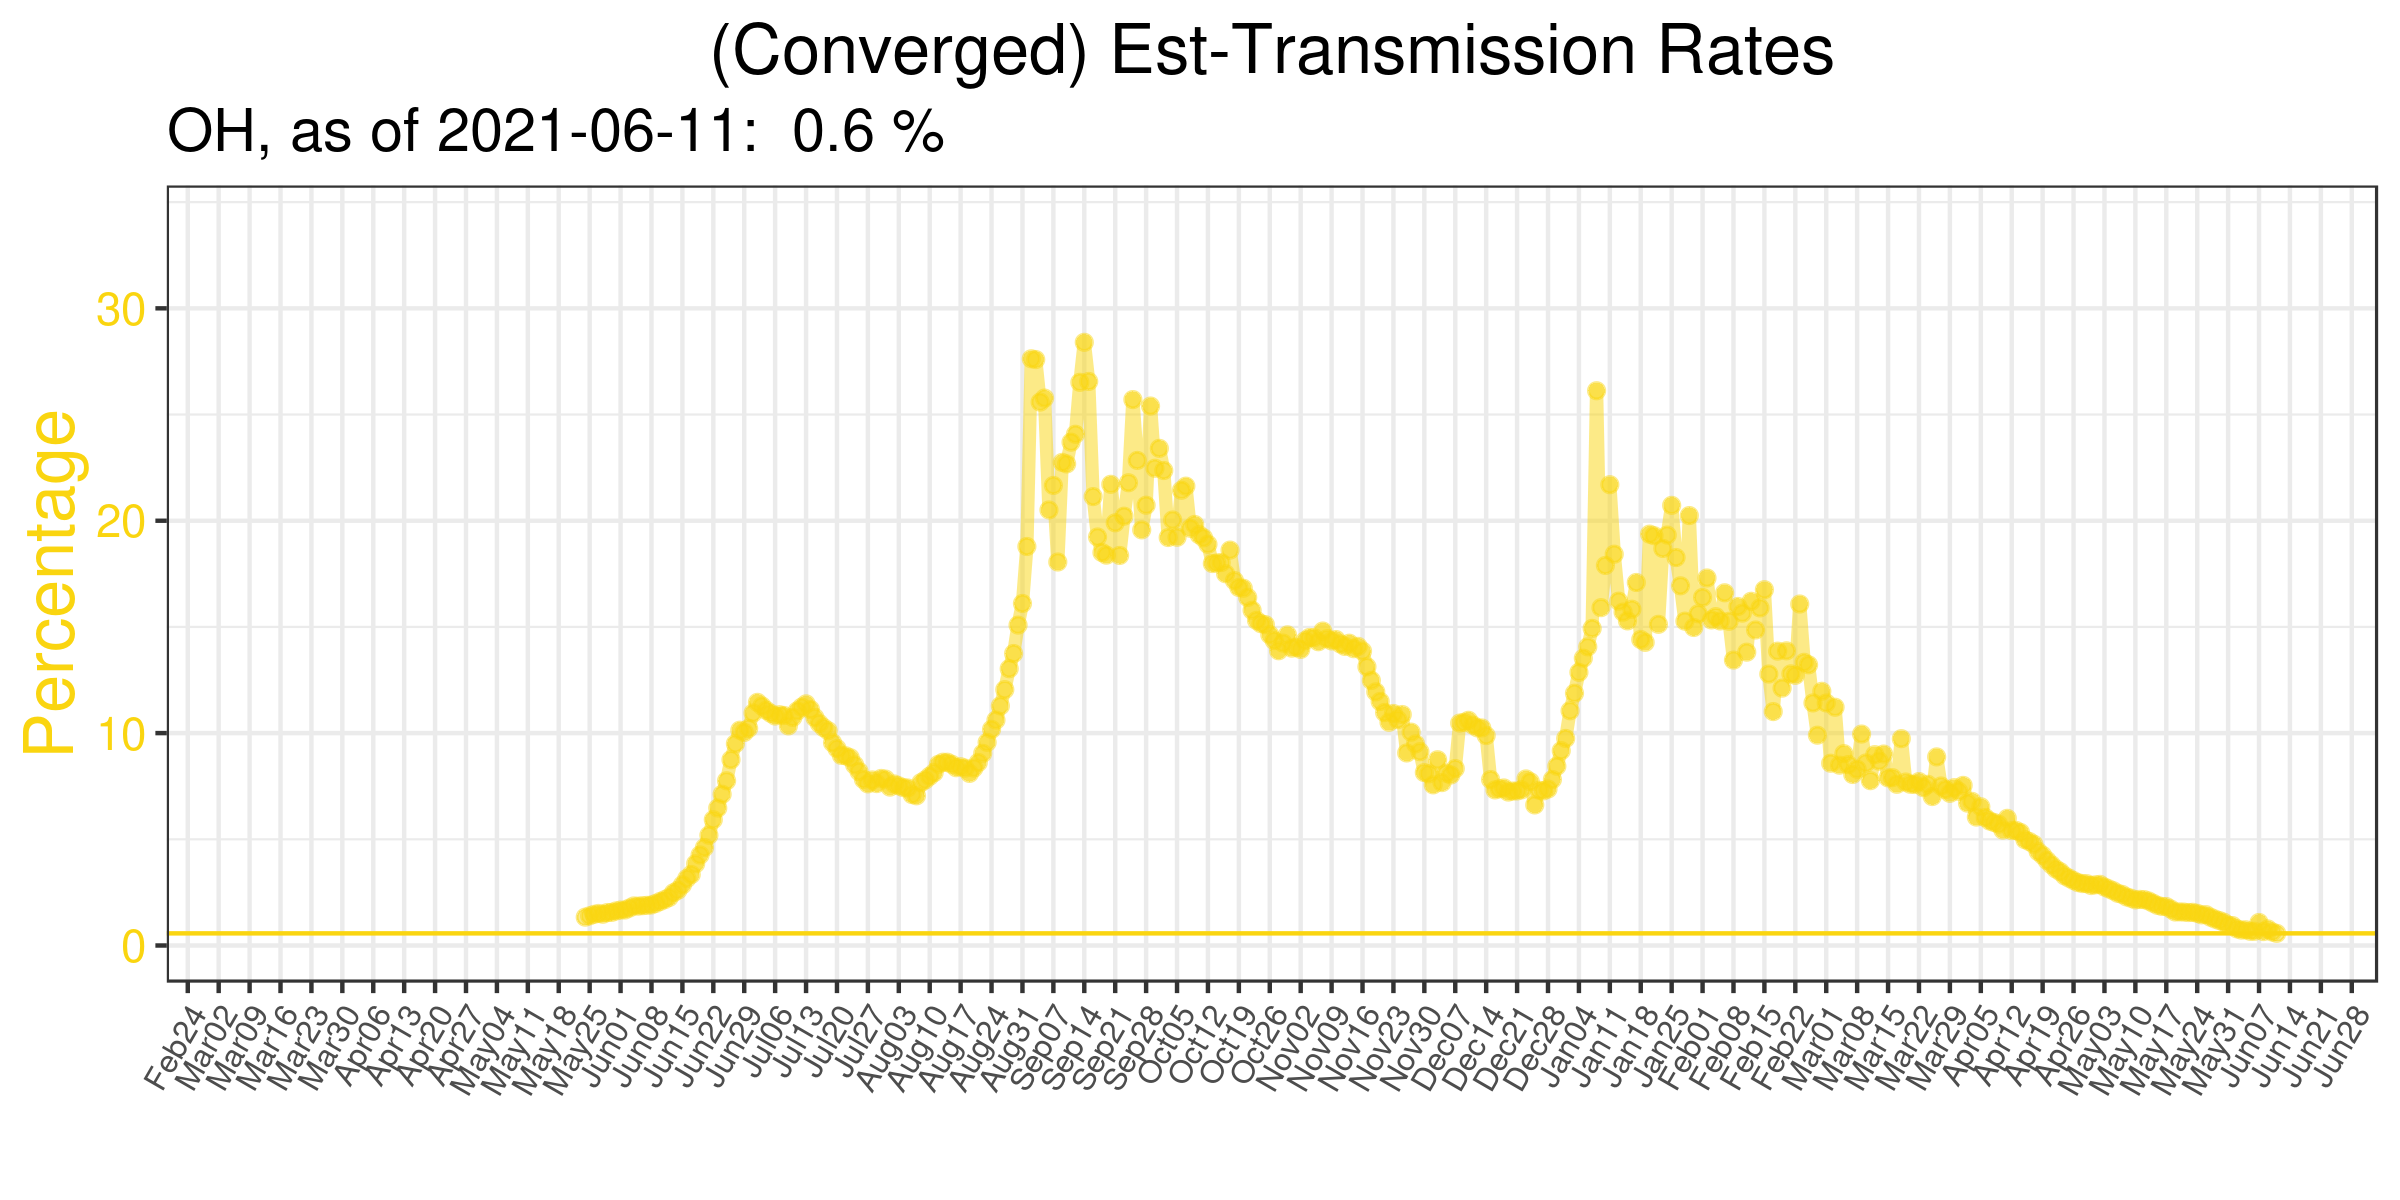 (Converged) Est-Transmission Rates
OH, as of 2021-06-11:  0.6 %
Percentage
30
20
10
0
Feb24
Mar02
Mar09
Mar16
Mar23
Mar30
Apr06
Apr13
Apr20
Apr27
May04
May11
May18
May25
Jun01
Jun08
Jun15
Jun22
Jun29
Jul06
Jul13
Jul20
Jul27
Aug03
Aug10
Aug17
Aug24
Aug31
Sep07
Sep14
Sep21
Sep28
Oct05
Oct12
Oct19
Oct26
Nov02
Nov09
Nov16
Nov23
Nov30
Dec07
Dec14
Dec21
Dec28
Jan04
Jan11
Jan18
Jan25
Feb01
Feb08
Feb15
Feb22
Mar01
Mar08
Mar15
Mar22
Mar29
Apr05
Apr12
Apr19
Apr26
May03
May10
May17
May24
May31
Jun07
Jun14
Jun21
Jun28